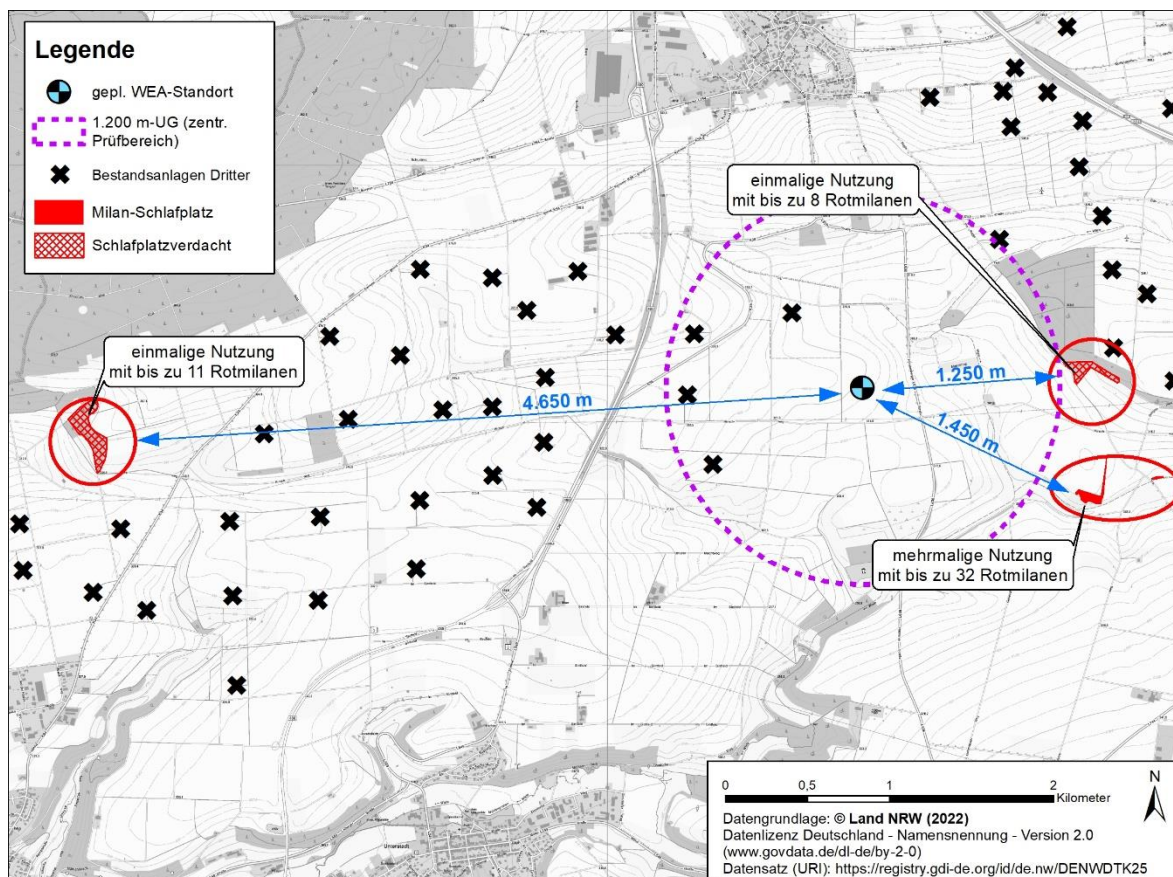 Legende
gepl. WEA-Standort
1.200 m-UG (zentr.
Prüfbereich)
Bestandsanlagen Dritter
Milan-Schlafplatz
Schlafplatzverdacht
einmalige Nutzung
mit bis zu 8 Rotmilanen
einmalige Nutzung
mit bis zu 11 Rotmilanen
4.650 m
1.250 m
1.450 m
mehrmalige Nutzung
mit bis zu 32 Rotmilanen
0 0,5 1 2
Kilometer
N
Datengrundlage: © Land NRW (2022)
Datenlizenz Deutschland - Namensnennung - Version 2.0
(www.govdata.de/dl-de/by-2-0)
Datensatz (URI): https://registry.gdi-de.org/id/de.nw/DENWDTK25